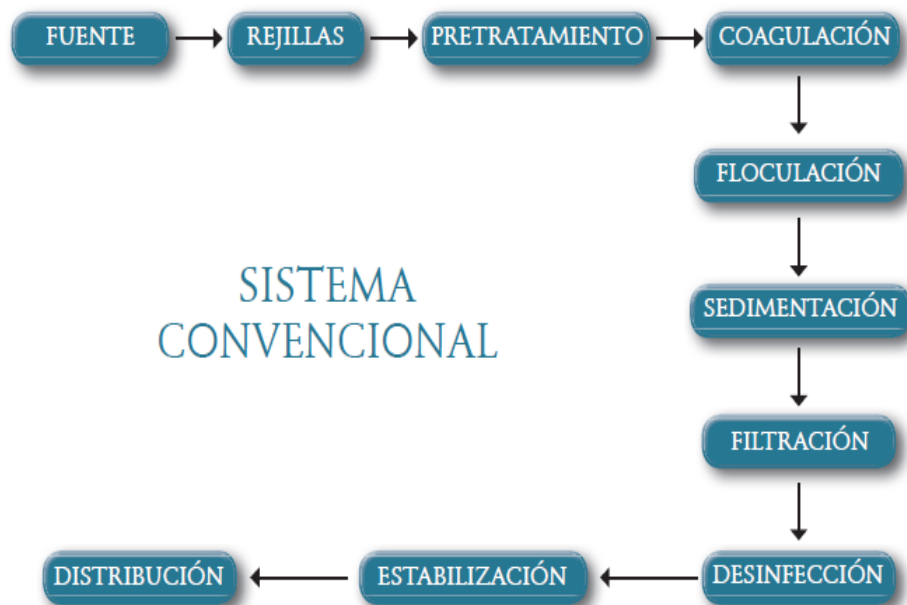 FUENTE
REJILLAS
PRETRATAMIENTO
COAGULACIÓN
FLOCULACIÓN
SEDIMENTACIÓN
FILTRACIÓN
DESINFECCIÓN
ESTABILIZACIÓN
DISTRIBUCIÓN
SISTEMA
CONVENCIONAL